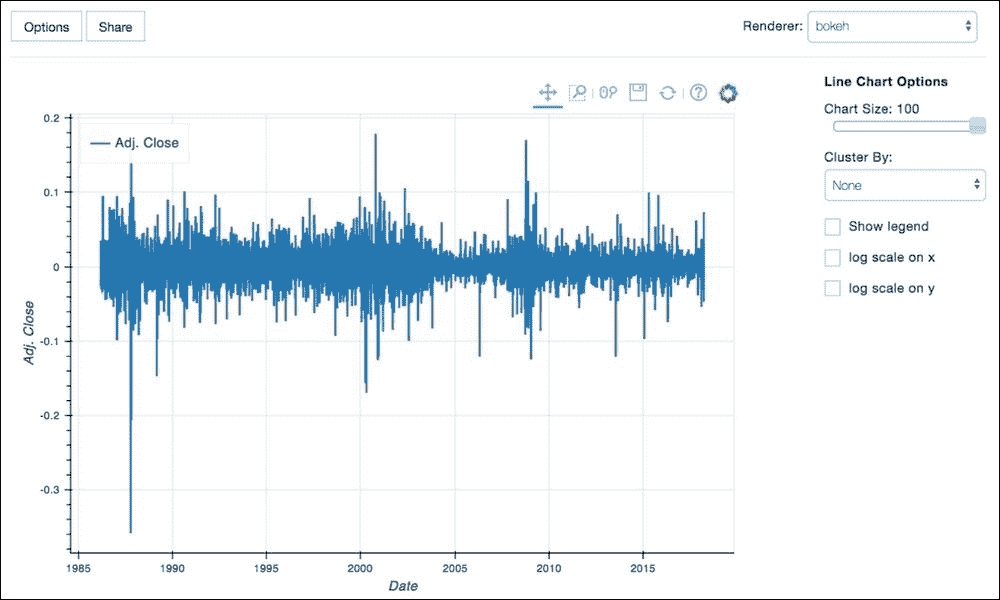 Options
Share
Renderer:
bokeh
Line Chart Options
Chart Size: 100
Cluster By:
None
Show legend
log scale on x
log scale on y
Adj. Close
0.2
0.1
0
-0.1
-0.2
-0.3
Adj. Close
1985
1990
1995
2000
2005
2010
2015
Date